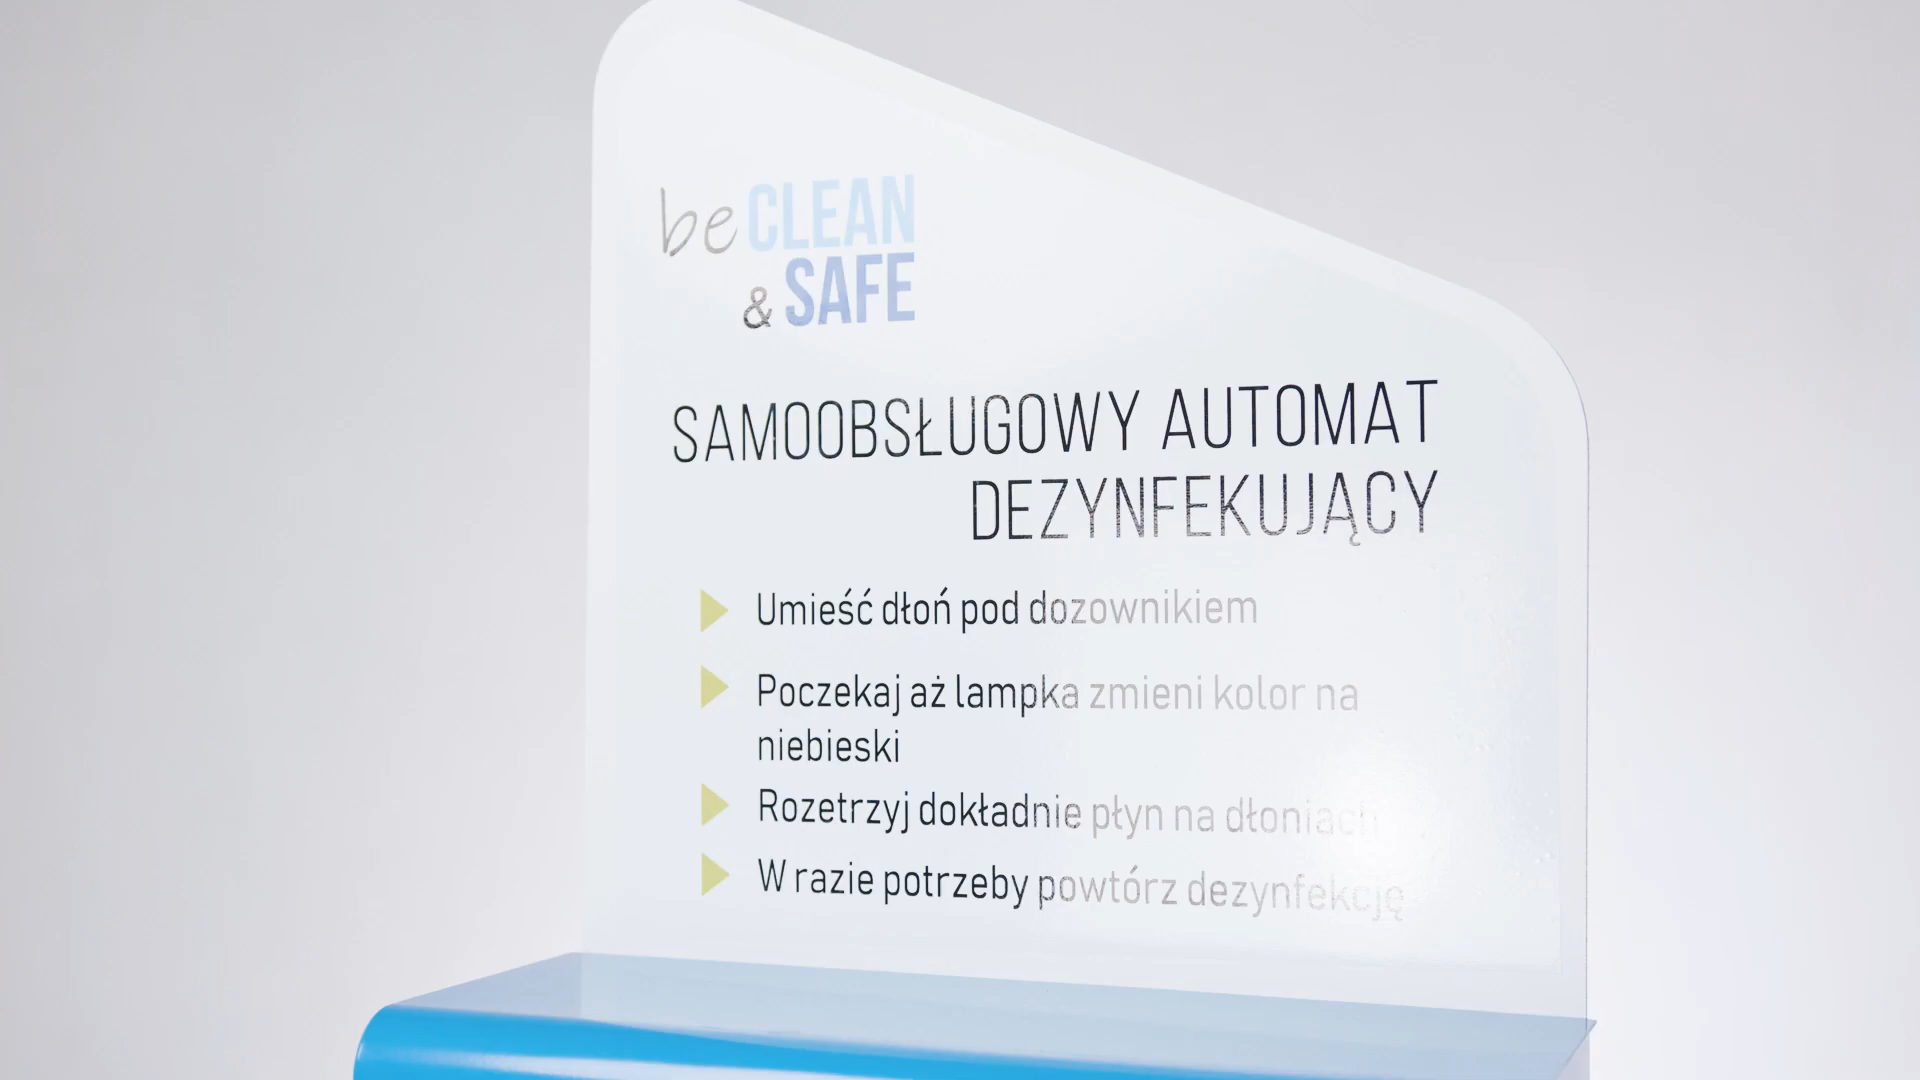 be CLEAN
& SAFE
SAMOOBSŁUGOWY AUTOMAT
DEZYNFEKUJĄCY
Umieść dłoń pod dozownikiem
Poczekaj aż lampka zmieni kolor na
niebieski
Rozetrzyj dokładnie płyn na dłoniach
W razie potrzeby powtórz dezynfekcję